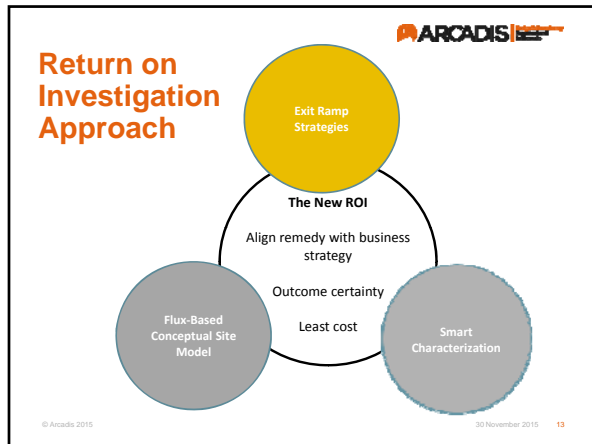 ARCADIS
Return on
Investigation
Approach
Exit Ramp
Strategies
The New ROI
Align remedy with business
strategy
Outcome certainty
Least cost
Flux-Based
Conceptual Site
Model
Smart
Characterization
© Arcadis 2015
30 November 2015
13